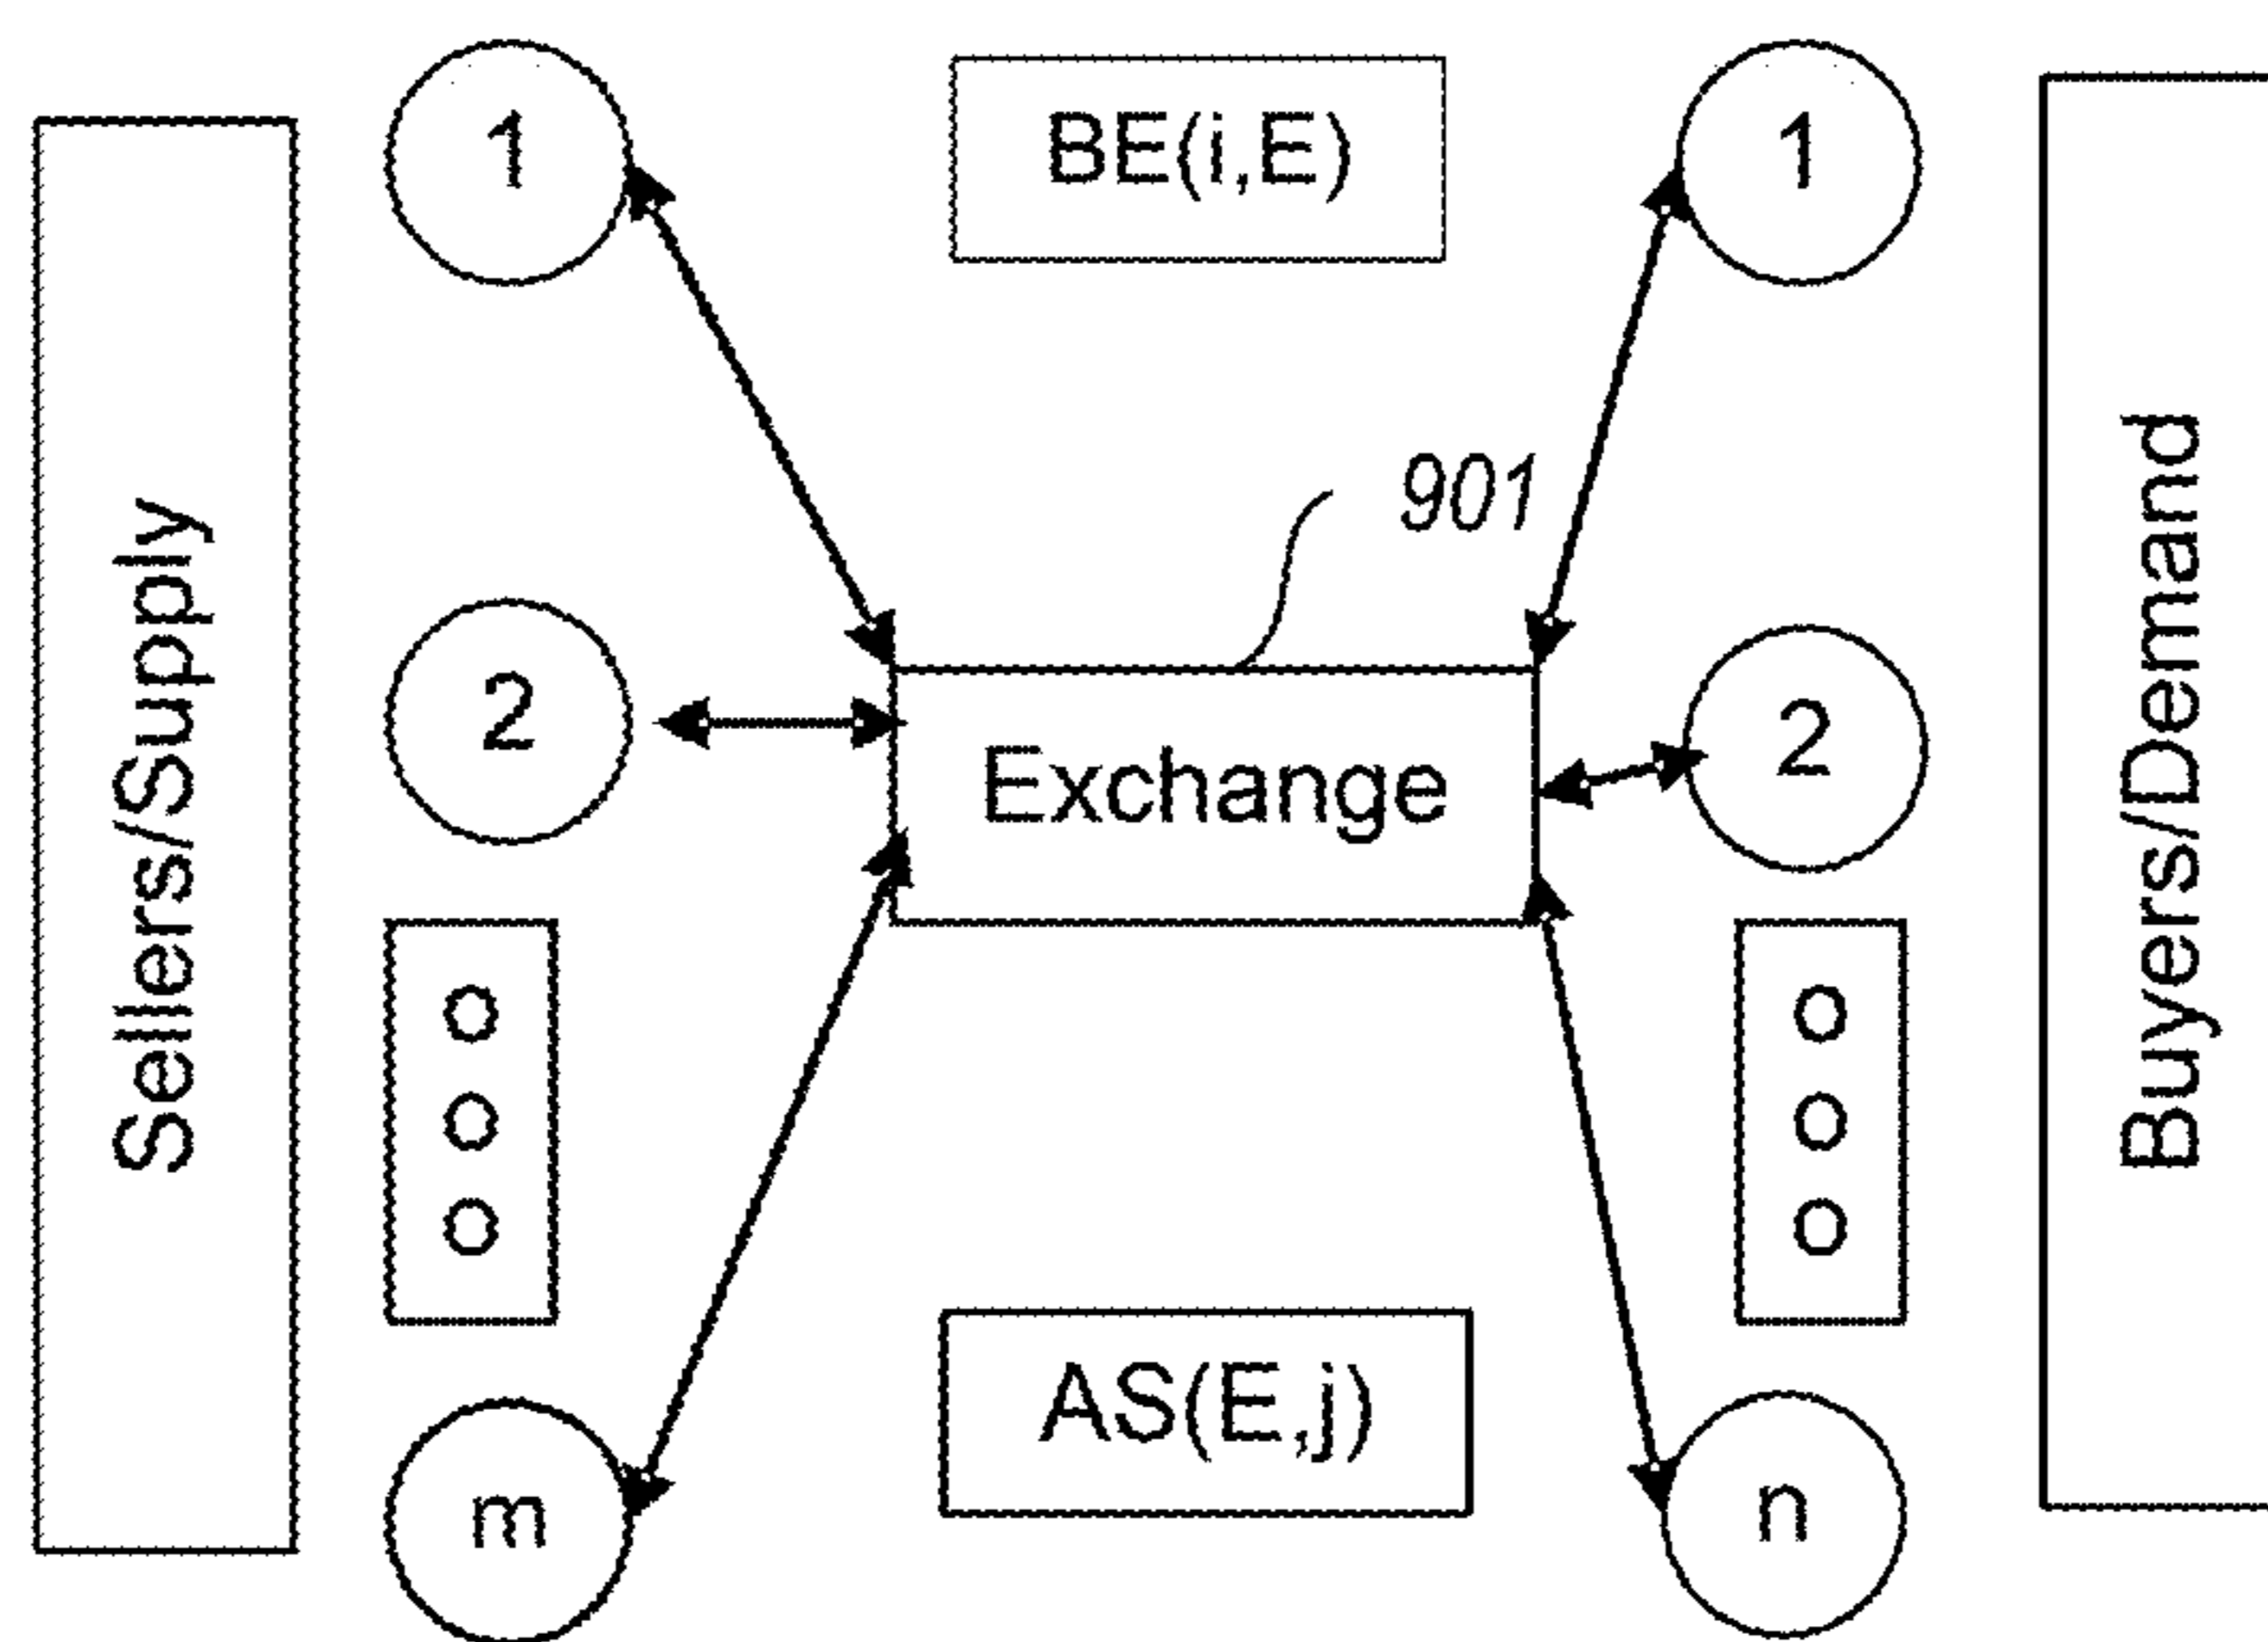 1
BE(i,E)
1
901
Sellers/Supply
2
Exchange
2
Buyers/Demand
AS(E,j)
m
n